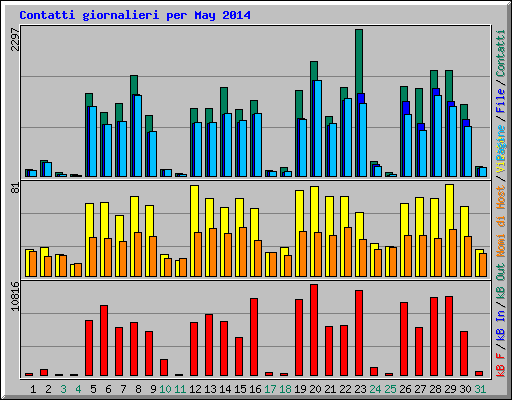 Contatti giornalieri per May 2014
2297
81
10816
kB F / kB In / kB Out Nomi di Host / ViPagine / File / Contatti
1 2 3 4 5 6 7 8 9 10 11 12 13 14 15 16 17 18 19 20 21 22 23 24 25 26 27 28 29 30 31